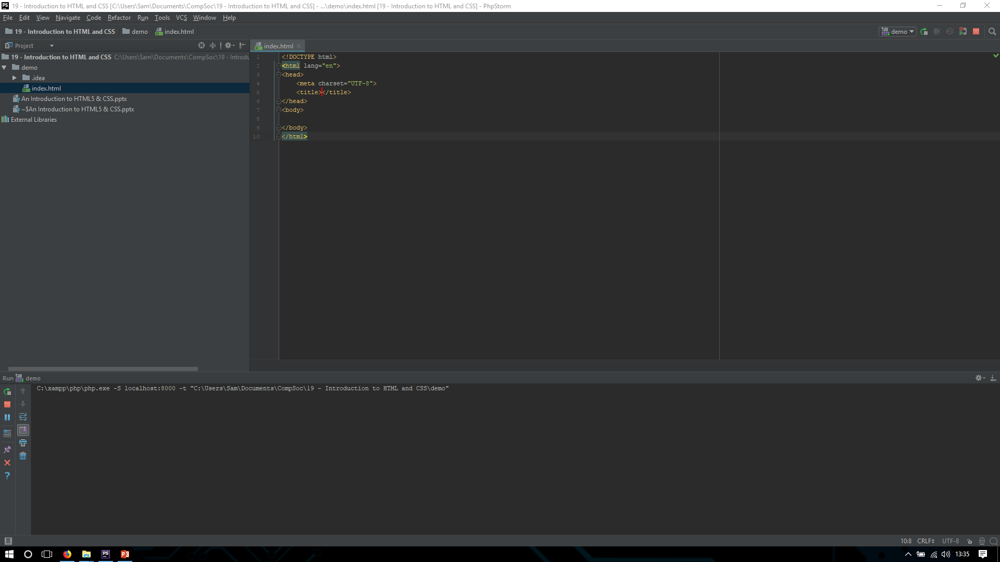 PS 19 - Introduction to HTML and CSS [C:\Users\Sam\Documents\CompSoc\19 - Introduction to HTML and CSS] - ...\demo\index.html [19 - Introduction to HTML and CSS] - PhpStorm
File Edit View Navigate Code Refactor Run Tools VCS Window Help
19 - Introduction to HTML and CSS demo index.html demo
Project
index.html
19 - Introduction to HTML and CSS C:\Users\Sam\Documents\CompSoc\19 - Introdu
demo
.idea
index.html
An Introduction to HTML5 & CSS.pptx
~$An Introduction to HTML5 & CSS.pptx
External Libraries
1 <!DOCTYPE html>
2 <html lang="en">
3 <head>
4 <meta charset="UTF-8">
5 <title></title>
6 </head>
7 <body>
8
9 </body>
10 </html>
Run demo
C:\xampp\php\php.exe -S localhost:8000 -t "C:\Users\Sam\Documents\CompSoc\19 - Introduction to HTML and CSS\demo"
10:8 CRLF UTF-8
PS 13:35